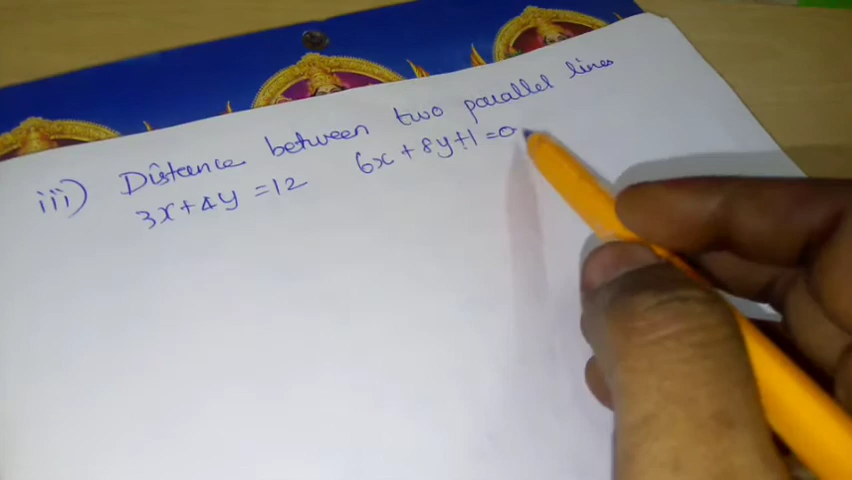 iii) Distance between two parallel lines
3x+4y =12 6x+8y+1=0